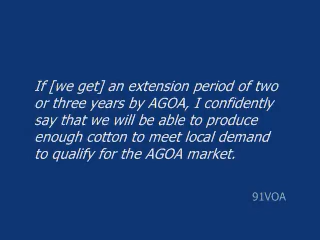 If [we get] an extension period of two
or three years by AGOA, I confidently
say that we will be able to produce
enough cotton to meet local demand
to qualify for the AGOA market.
91VOA